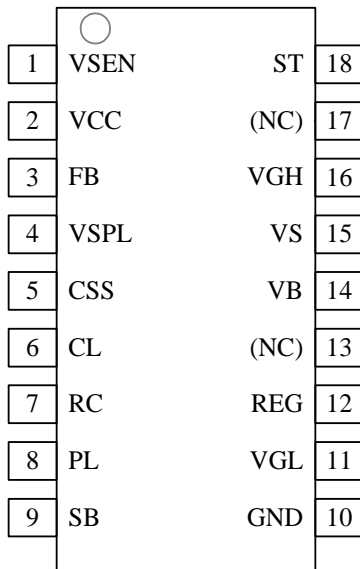 1 VSEN ST 18
2 VCC (NC) 17
3 FB VGH 16
4 VSPL VS 15
5 CSS VB 14
6 CL (NC) 13
7 RC REG 12
8 PL VGL 11
9 SB GND 10